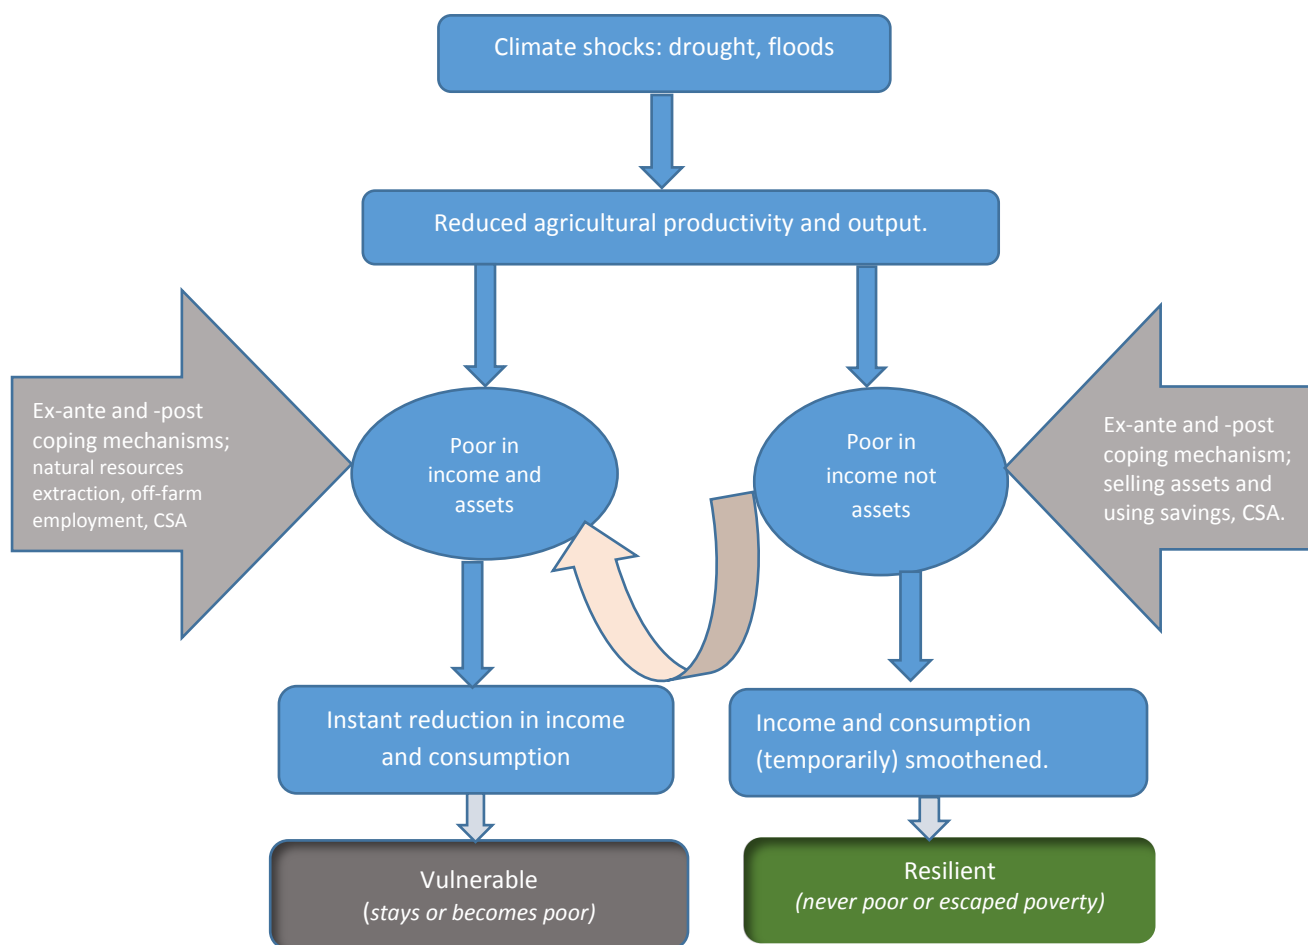 Climate shocks: drought, floods
Reduced agricultural productivity and output.
Ex-ante and -post
coping mechanisms;
natural resources
extraction, off-farm
employment, CSA
Poor in
income and
assets
Poor in
income not
assets
Ex-ante and -post
coping mechanism;
selling assets and
using savings, CSA.
Instant reduction in income
and consumption
Income and consumption
(temporarily) smoothened.
Vulnerable
(stays or becomes poor)
Resilient
(never poor or escaped poverty)